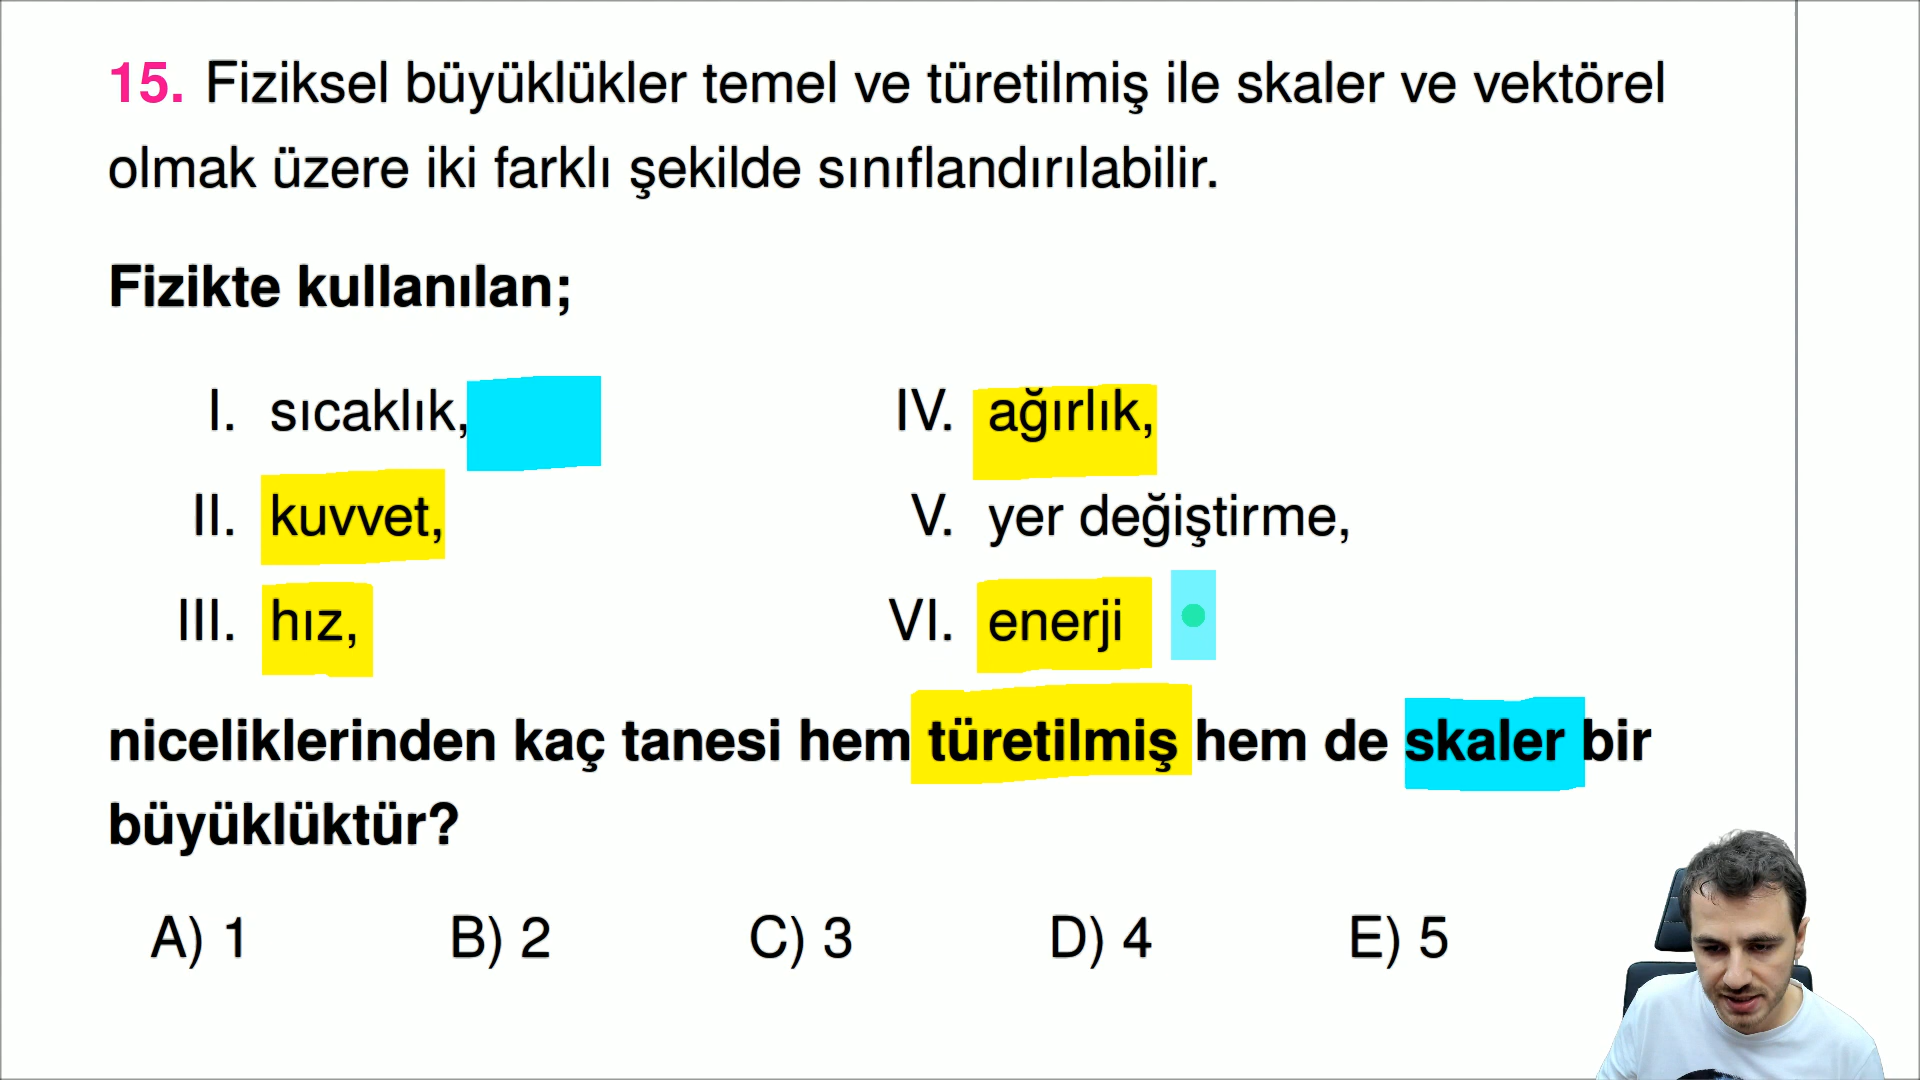 15. Fiziksel büyüklükler temel ve türetilmiş ile skaler ve vektörel
olmak üzere iki farklı şekilde sınıflandırılabilir.
Fizikte kullanılan;
I. sıcaklık,
II. kuvvet,
III. hız,
IV. ağırlık,
V. yer değiştirme,
VI. enerji
niceliklerinden kaç tanesi hem türetilmiş hem de skaler bir
büyüklüktür?
A) 1 B) 2 C) 3 D) 4 E) 5